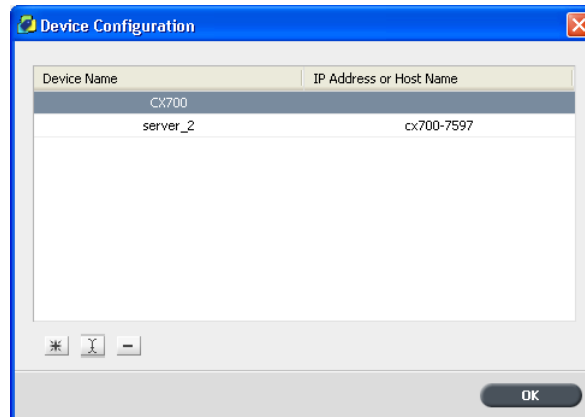 Device Configuration
Device Name IP Address or Host Name
CX700
server_2 cx700-7597
OK